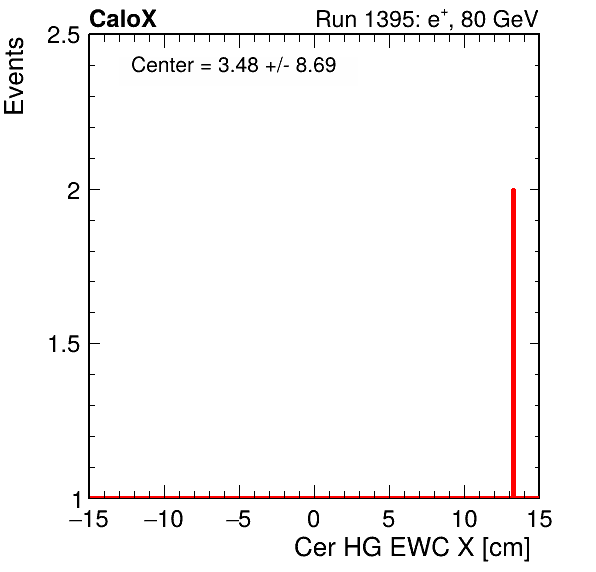 CaloX Run 1395: e⁺, 80 GeV
Center = 3.48 +/- 8.69
Events
2.5
2
1.5
1
−15 −10 −5 0 5 10 15
Cer HG EWC X [cm]